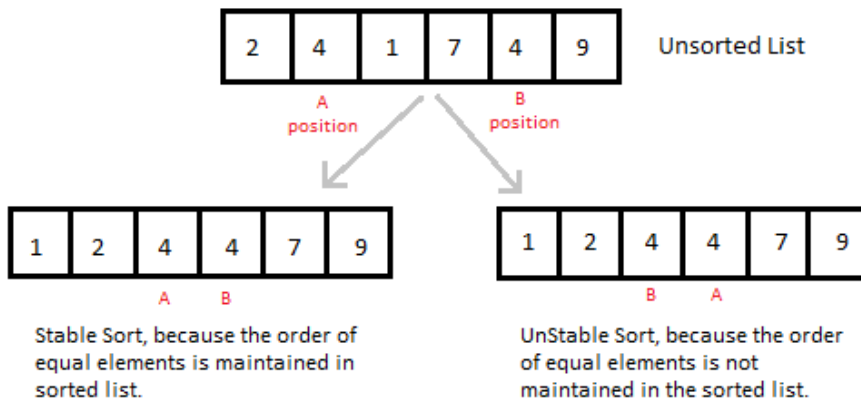 2 4 1 7 4 9 Unsorted List
A B
position position
1 2 4 4 7 9
A B
Stable Sort, because the order of
equal elements is maintained in
sorted list.
1 2 4 4 7 9
B A
UnStable Sort, because the order
of equal elements is not
maintained in the sorted list.